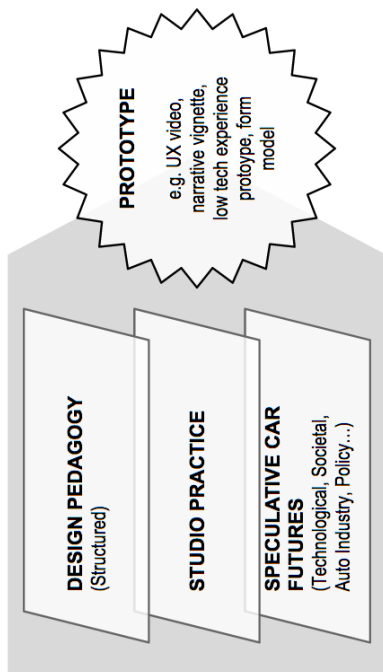 DESIGN PEDAGOGY
(Structured)
STUDIO PRACTICE
SPECULATIVE CAR
FUTURES
(Technological, Societal,
Auto Industry, Policy...)
PROTOTYPE
e.g. UX video,
narrative vignette,
low tech experience
protoype, form
model